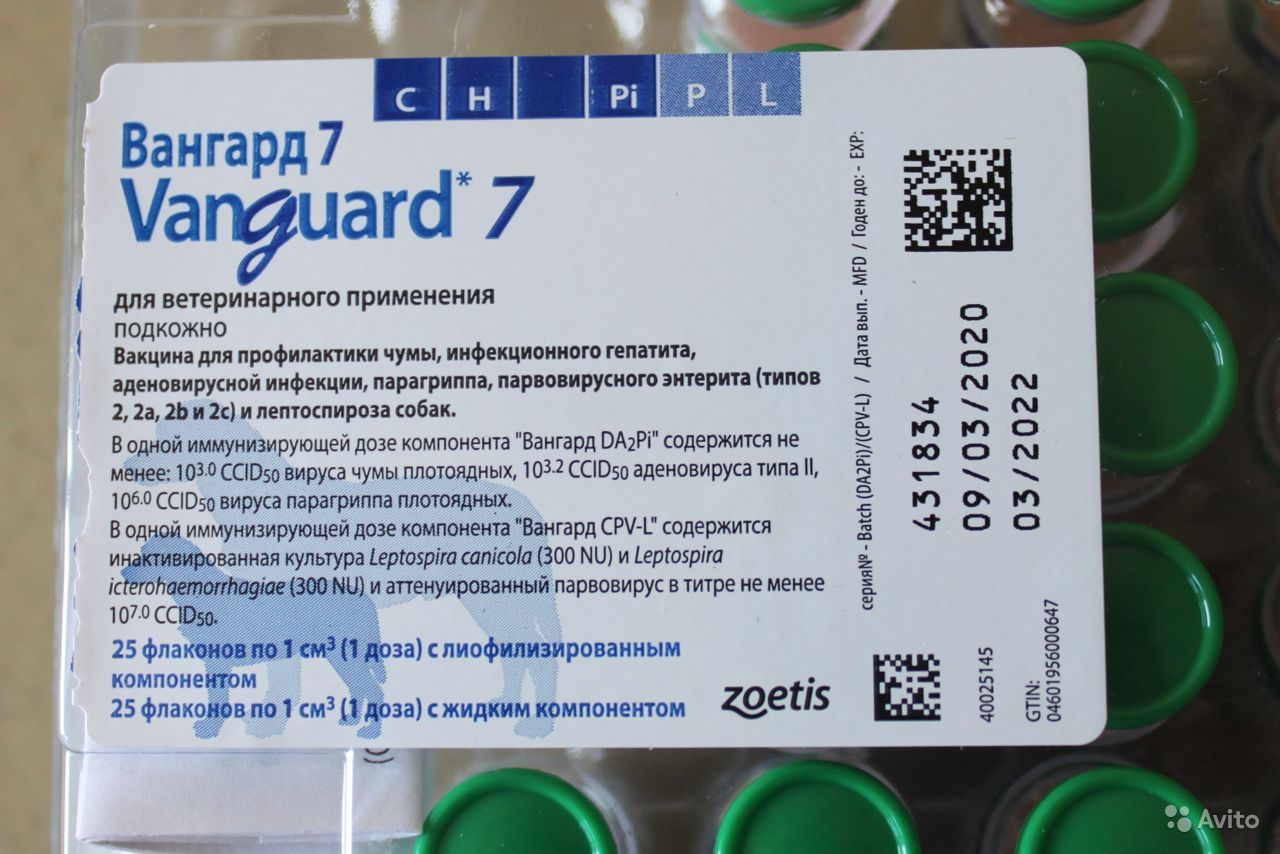 C H Pi P L
Вангард 7
Vanguard* 7
для ветеринарного применения
подкожно
Вакцина для профилактики чумы, инфекционного гепатита,
аденовирусной инфекции, парагриппа, парвовирусного энтерита (типов
2, 2a, 2b и 2c) и лептоспироза собак.
В одной иммунизирующей дозе компонента "Вангард DA₂Pi" содержится не
менее: 10³·⁰ CCID₅₀ вируса чумы плотоядных, 10³·² CCID₅₀ аденовируса типа II,
10⁶·⁰ CCID₅₀ вируса парагриппа плотоядных.
В одной иммунизирующей дозе компонента "Вангард CPV-L" содержится
инактивированная культура Leptospira canicola (300 NU) и Leptospira
icterohaemorrhagiae (300 NU) и аттенуированный парвовирус в титре не менее
10⁷·⁰ CCID₅₀.
25 флаконов по 1 см³ (1 доза) с лиофилизированным
компонентом
25 флаконов по 1 см³ (1 доза) с жидким компонентом
zoetis
серия№ - Batch (DA2Pi)/(CPV-L) / Дата вып. - MFD / Годен до: - EXP:
431834
09/03/2020
03/2022
40025145
GTIN:
04601956000647
Avito